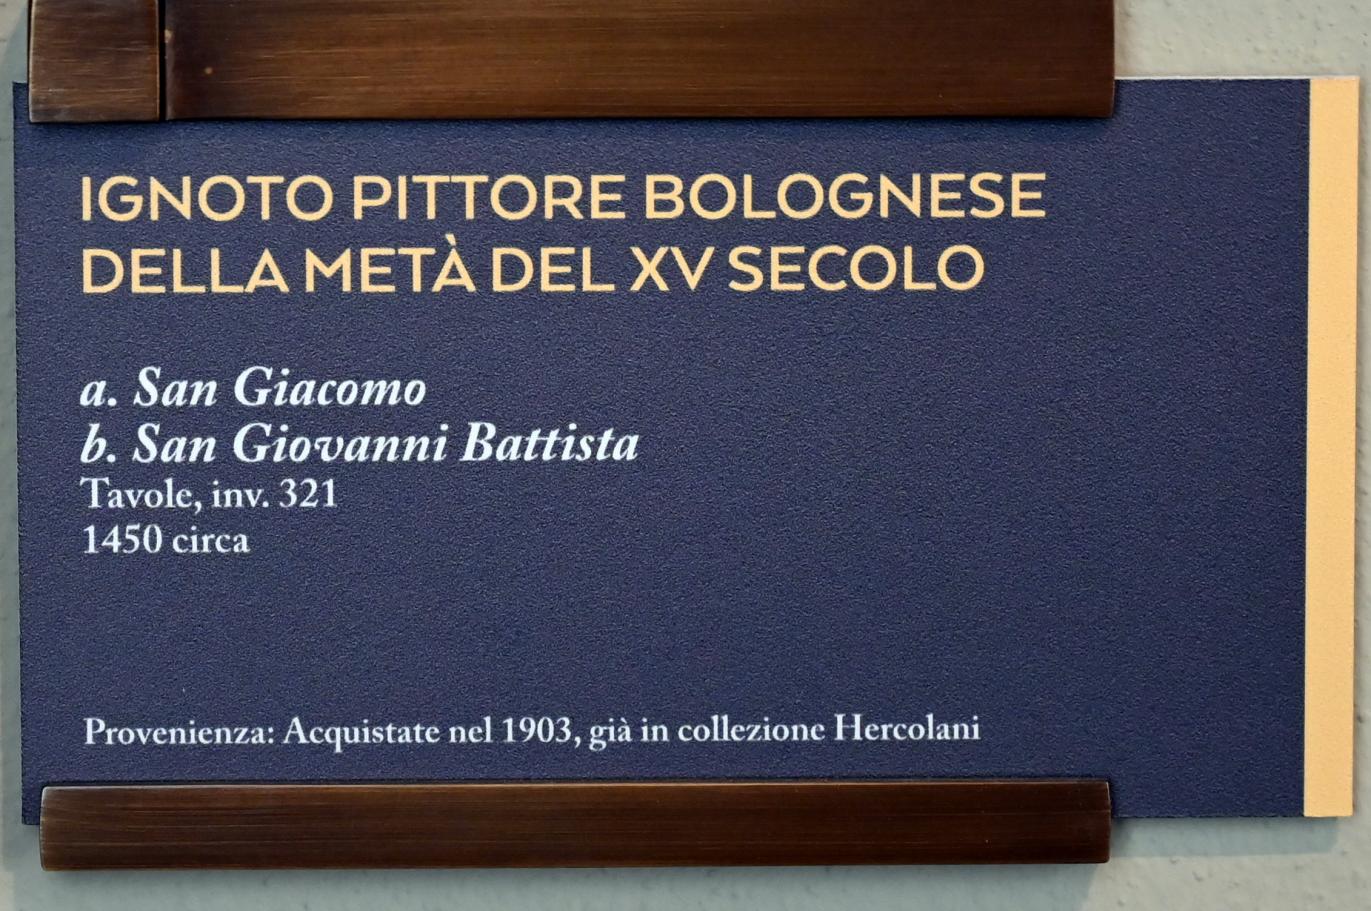 IGNOTO PITTORE BOLOGNESE
DELLA METÀ DEL XV SECOLO
a. San Giacomo
b. San Giovanni Battista
Tavole, inv. 321
1450 circa
Provenienza: Acquistate nel 1903, già in collezione Hercolani